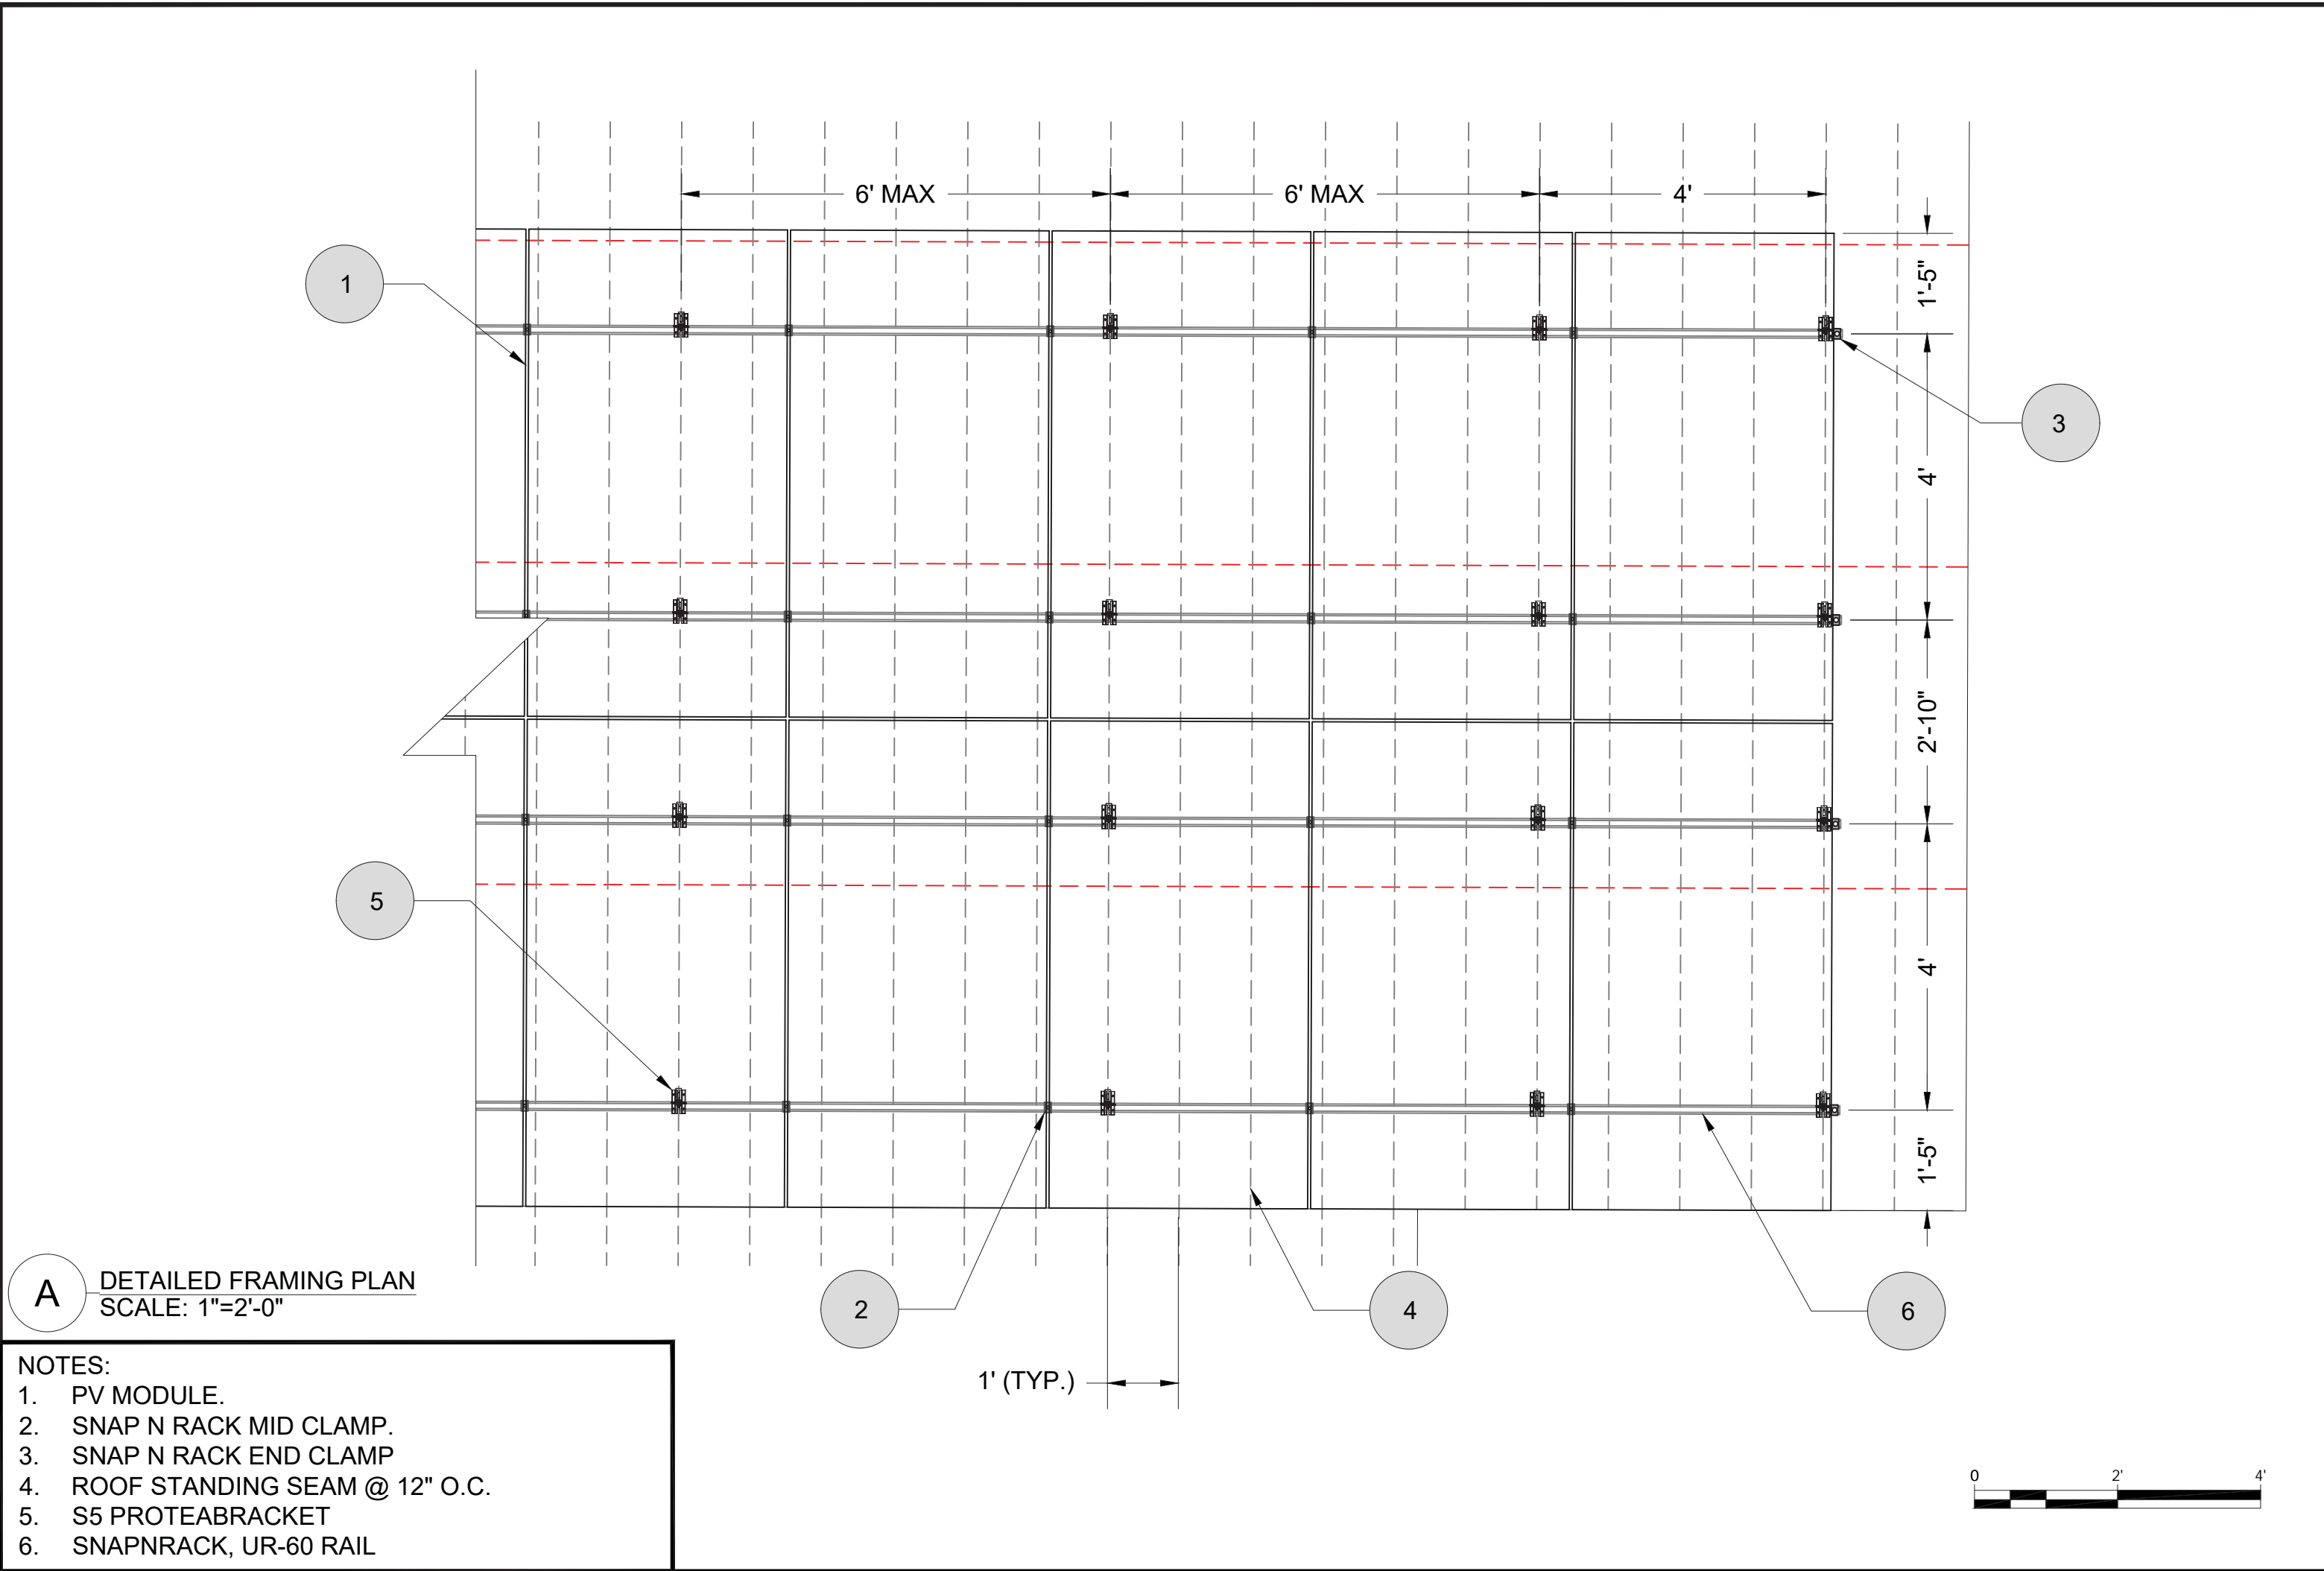 6' MAX
6' MAX
4'
1'-5"
1
3
4'
2'-10"
5
4'
1'-5"
A
DETAILED FRAMING PLAN
SCALE: 1"=2'-0"
2
4
6
1' (TYP.)
NOTES:
1. PV MODULE.
2. SNAP N RACK MID CLAMP.
3. SNAP N RACK END CLAMP
4. ROOF STANDING SEAM @ 12" O.C.
5. S5 PROTEABRACKET
6. SNAPNRACK, UR-60 RAIL
0 2' 4'